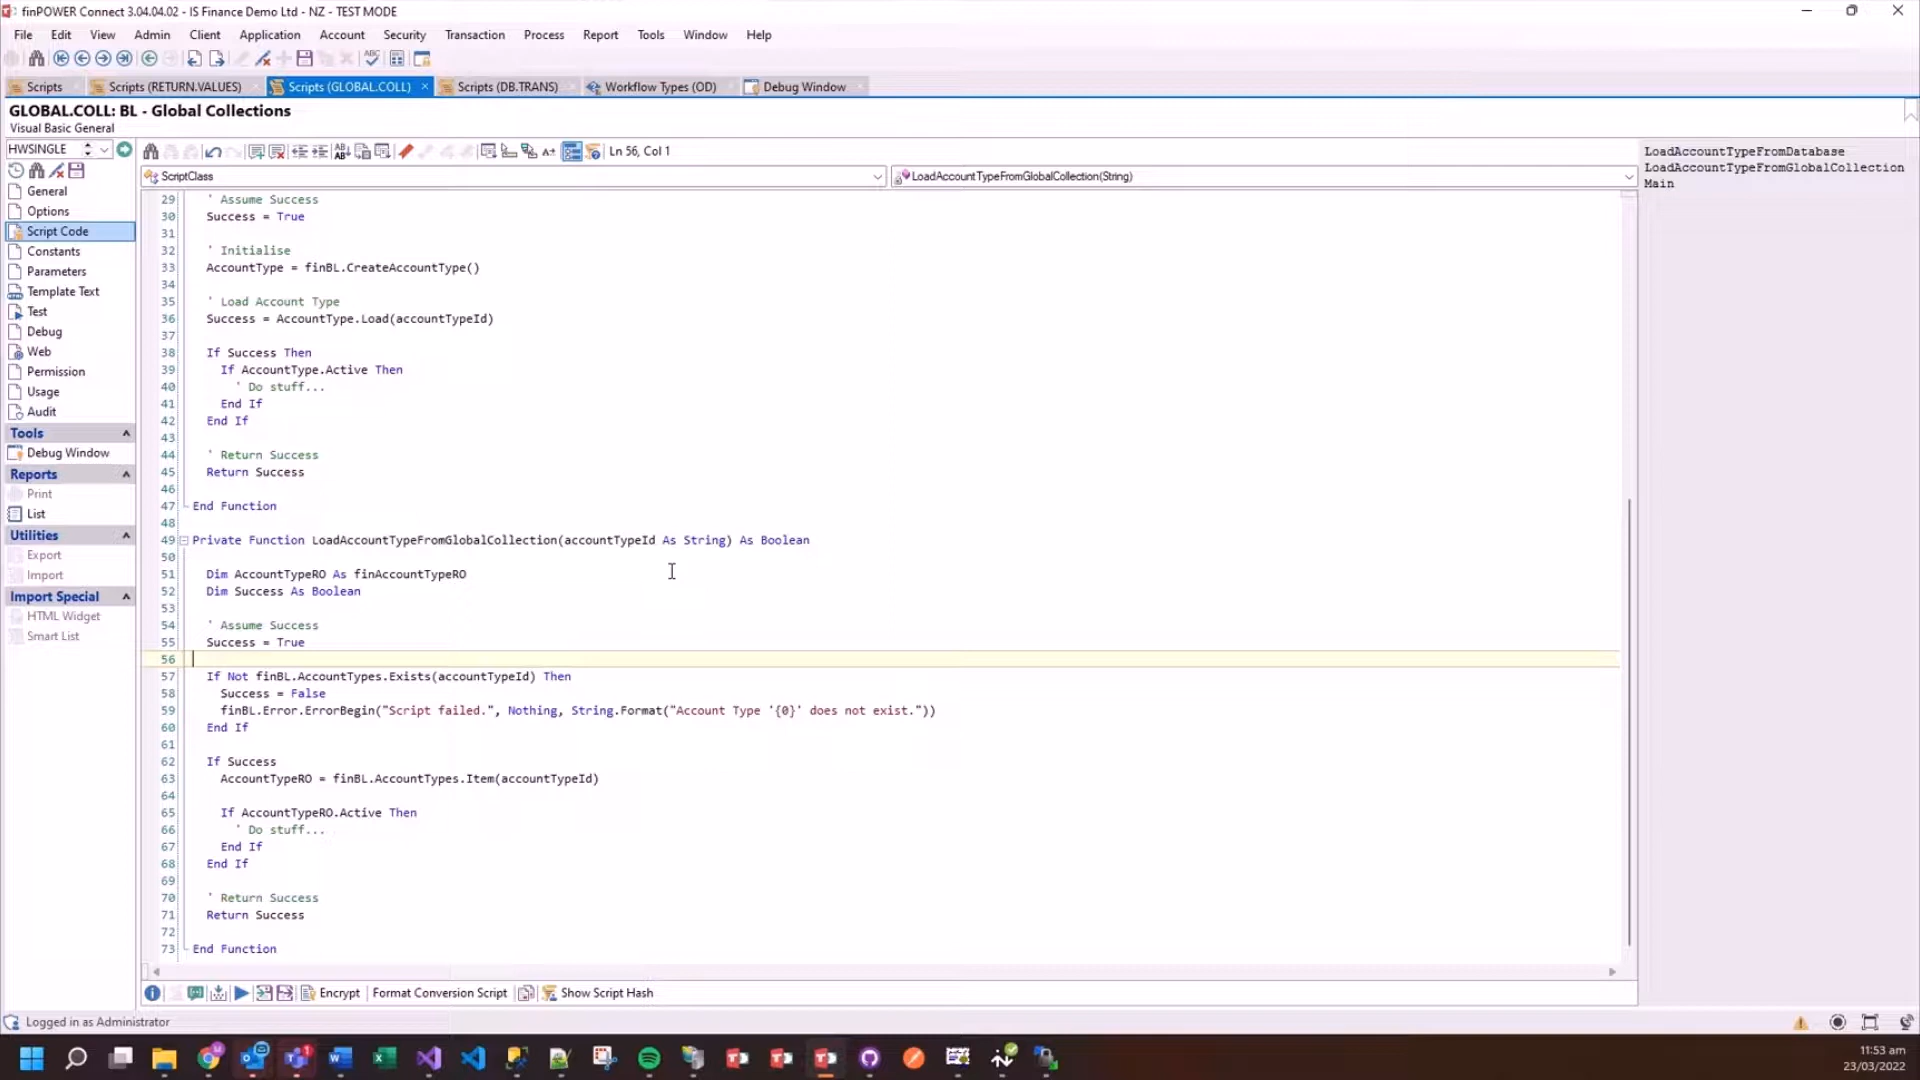 finPOWER Connect 3.04.04.02 - IS Finance Demo Ltd - NZ - TEST MODE
File Edit View Admin Client Application Account Security Transaction Process Report Tools Window Help
Scripts Scripts (RETURN.VALUES) Scripts (GLOBAL.COLL) Scripts (DB.TRANS) Workflow Types (OD) Debug Window
GLOBAL.COLL: BL - Global Collections
Visual Basic General
HWSINGLE
Ln 56, Col 1
ScriptClass
LoadAccountTypeFromGlobalCollection(String)
LoadAccountTypeFromDatabase
LoadAccountTypeFromGlobalCollection
Main
General
Options
Script Code
Constants
Parameters
Template Text
Test
Debug
Web
Permission
Usage
Audit
Tools
Debug Window
Reports
Print
List
Utilities
Export
Import
Import Special
HTML Widget
Smart List
29 ' Assume Success
30 Success = True
31
32 ' Initialise
33 AccountType = finBL.CreateAccountType()
34
35 ' Load Account Type
36 Success = AccountType.Load(accountTypeId)
37
38 If Success Then
39 If AccountType.Active Then
40 ' Do stuff...
41 End If
42 End If
43
44 ' Return Success
45 Return Success
46
47 End Function
48
49 Private Function LoadAccountTypeFromGlobalCollection(accountTypeId As String) As Boolean
50
51 Dim AccountTypeRO As finAccountTypeRO
52 Dim Success As Boolean
53
54 ' Assume Success
55 Success = True
56
57 If Not finBL.AccountTypes.Exists(accountTypeId) Then
58 Success = False
59 finBL.Error.ErrorBegin("Script failed.", Nothing, String.Format("Account Type '{0}' does not exist."))
60 End If
61
62 If Success
63 AccountTypeRO = finBL.AccountTypes.Item(accountTypeId)
64
65 If AccountTypeRO.Active Then
66 ' Do stuff...
67 End If
68 End If
69
70 ' Return Success
71 Return Success
72
73 End Function
Encrypt Format Conversion Script Show Script Hash
Logged in as Administrator
11:53 am
23/03/2022